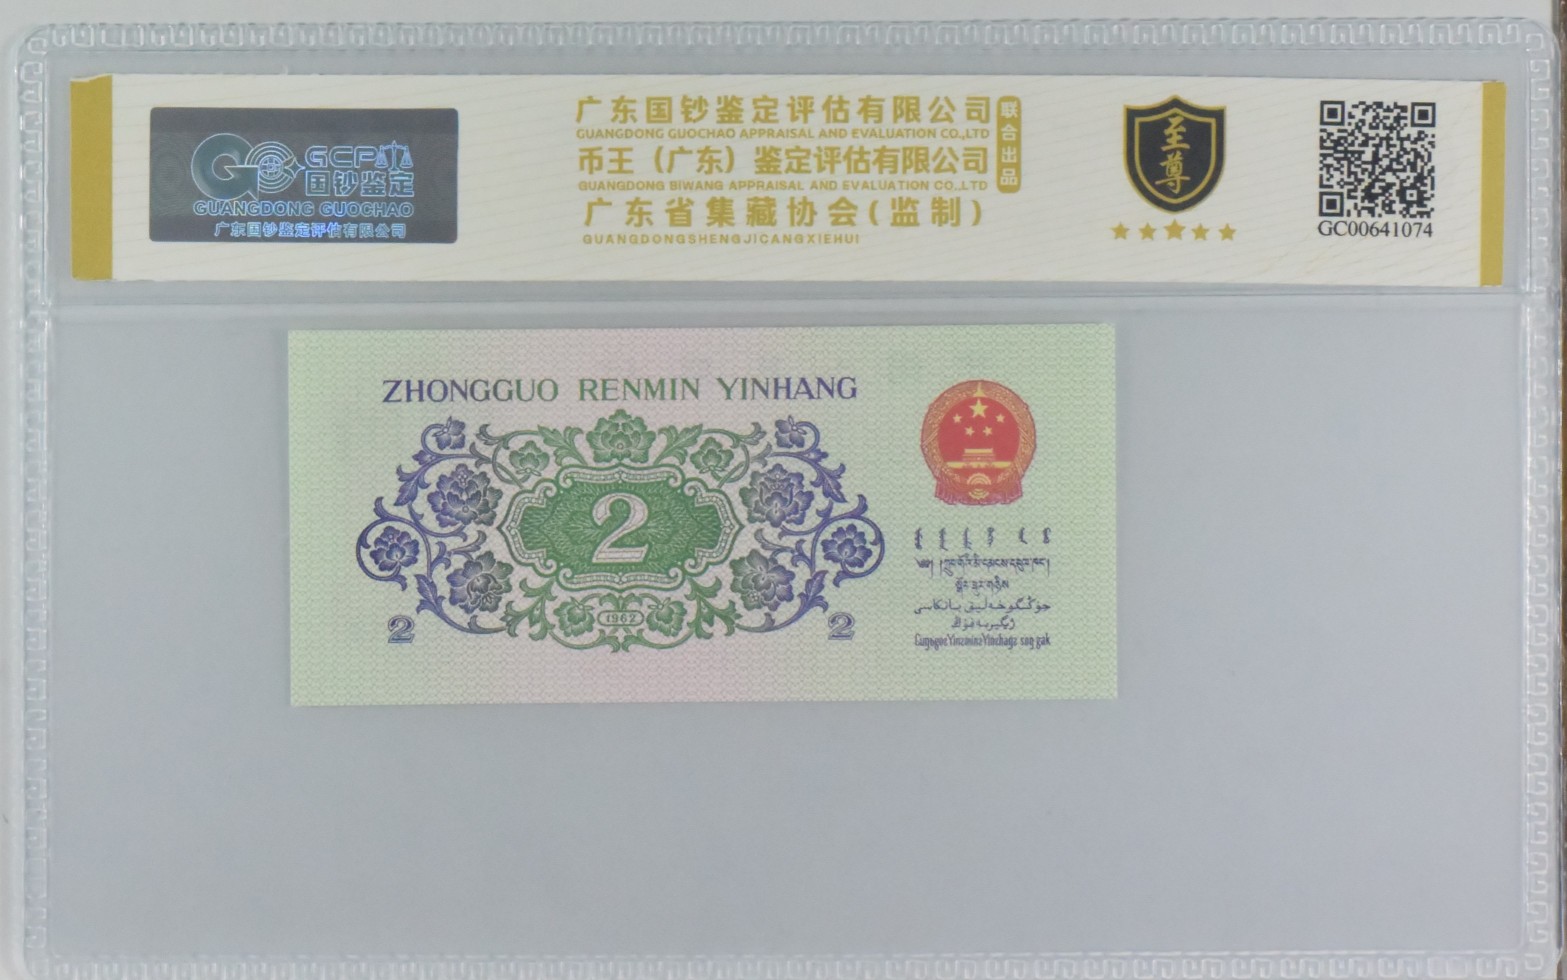 GCP
国钞鉴定
GUANGDONG GUOCHAO
广东国钞鉴定评估有限公司
广东国钞鉴定评估有限公司
GUANGDONG GUOCHAO APPRAISAL AND EVALUATION CO.,LTD
币王（广东）鉴定评估有限公司
GUANGDONG BIWANG APPRAISAL AND EVALUATION CO.,LTD
广东省集藏协会(监制)
GUANGDONGSHENGJICANGXIEHUI
联合出品
至尊
GC00641074
ZHONGGUO RENMIN YINHANG
2
1962
2
2